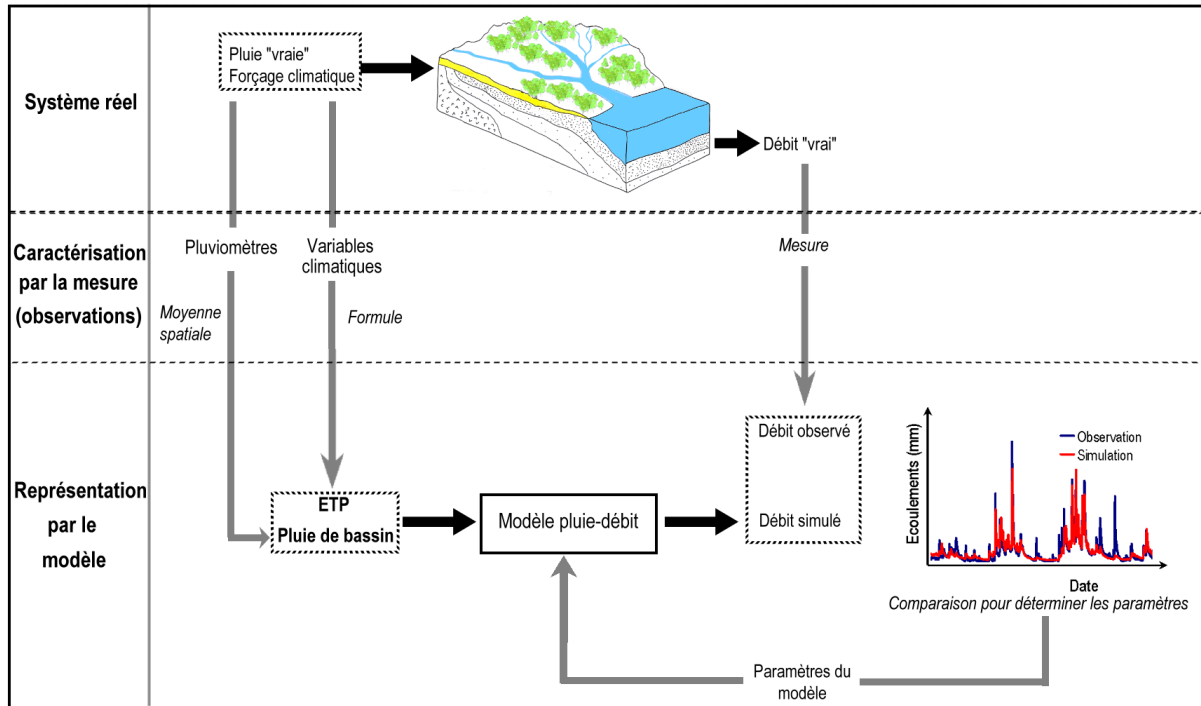 Système réel
Pluie "vraie"
Forçage climatique
Débit "vrai"
Caractérisation
par la mesure
(observations)
Pluviomètres
Variables
climatiques
Mesure
Moyenne
spatiale
Formule
Représentation
par le
modèle
ETP
Pluie de bassin
Modèle pluie-débit
Débit observé
Débit simulé
Ecoulements (mm)
Observation
Simulation
Date
Comparaison pour déterminer les paramètres
Paramètres du
modèle